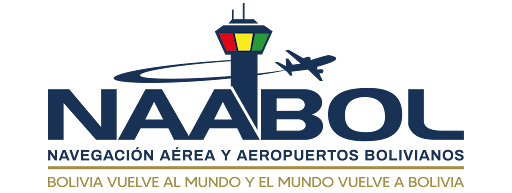 NAABOL
NAVEGACIÓN AÉREA Y AEROPUERTOS BOLIVIANOS
BOLIVIA VUELVE AL MUNDO Y EL MUNDO VUELVE A BOLIVIA